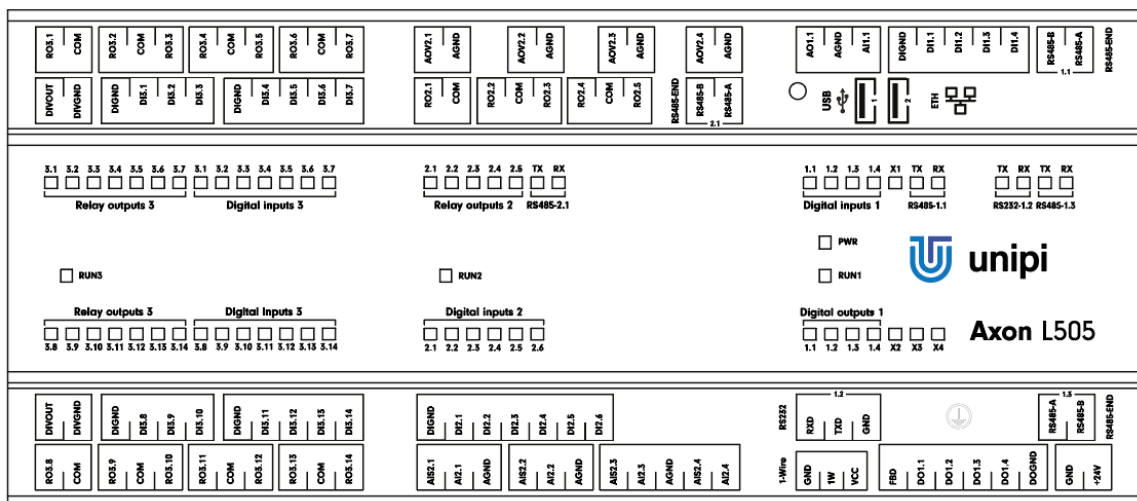 RO3.1 COM RO3.2 COM RO3.3 RO3.4 COM RO3.5 RO3.6 COM RO3.7 AOV2.1 AGND AOV2.2 AGND AOV2.3 AGND AOV2.4 AGND AO1.1 AGND AI1.1 DIGND DI1.1 DI1.2 DI1.3 DI1.4 RS485-B RS485-A RS485-END
1.1
DIVOUT DIVGND DIGND DI3.1 DI3.2 DI3.3 DIGND DI3.4 DI3.5 DI3.6 DI3.7 RO2.1 COM RO2.2 COM RO2.3 RO2.4 COM RO2.5 RS485-END RS485-B RS485-A USB 1 2 ETH
2.1
3.1 3.2 3.3 3.4 3.5 3.6 3.7 3.1 3.2 3.3 3.4 3.5 3.6 3.7 2.1 2.2 2.3 2.4 2.5 TX RX 1.1 1.2 1.3 1.4 X1 TX RX TX RX TX RX
Relay outputs 3 Digital inputs 3 Relay outputs 2 RS485-2.1 Digital inputs 1 RS485-1.1 RS232-1.2 RS485-1.3
PWR
unipi
RUN3 RUN2 RUN1
Relay outputs 3 Digital inputs 3 Digital inputs 2 Digital outputs 1
Axon L505
3.8 3.9 3.10 3.11 3.12 3.13 3.14 3.8 3.9 3.10 3.11 3.12 3.13 3.14 2.1 2.2 2.3 2.4 2.5 2.6 1.1 1.2 1.3 1.4 X2 X3 X4
1.2 1.3
DIVOUT DIVGND DIGND DI3.8 DI3.9 DI3.10 DIGND DI3.11 DI3.12 DI3.13 DI3.14 DIGND DI2.1 DI2.2 DI2.3 DI2.4 DI2.5 DI2.6 RS232 RXD TXD GND RS485-A RS485-B RS485-END
RO3.8 COM RO3.9 COM RO3.10 RO3.11 COM RO3.12 RO3.13 COM RO3.14 AIS2.1 AI2.1 AGND AIS2.2 AI2.2 AGND AIS2.3 AI2.3 AGND AIS2.4 AI2.4 1-Wire GND 1W VCC FBD DO1.1 DO1.2 DO1.3 DO1.4 DOGND GND +24V